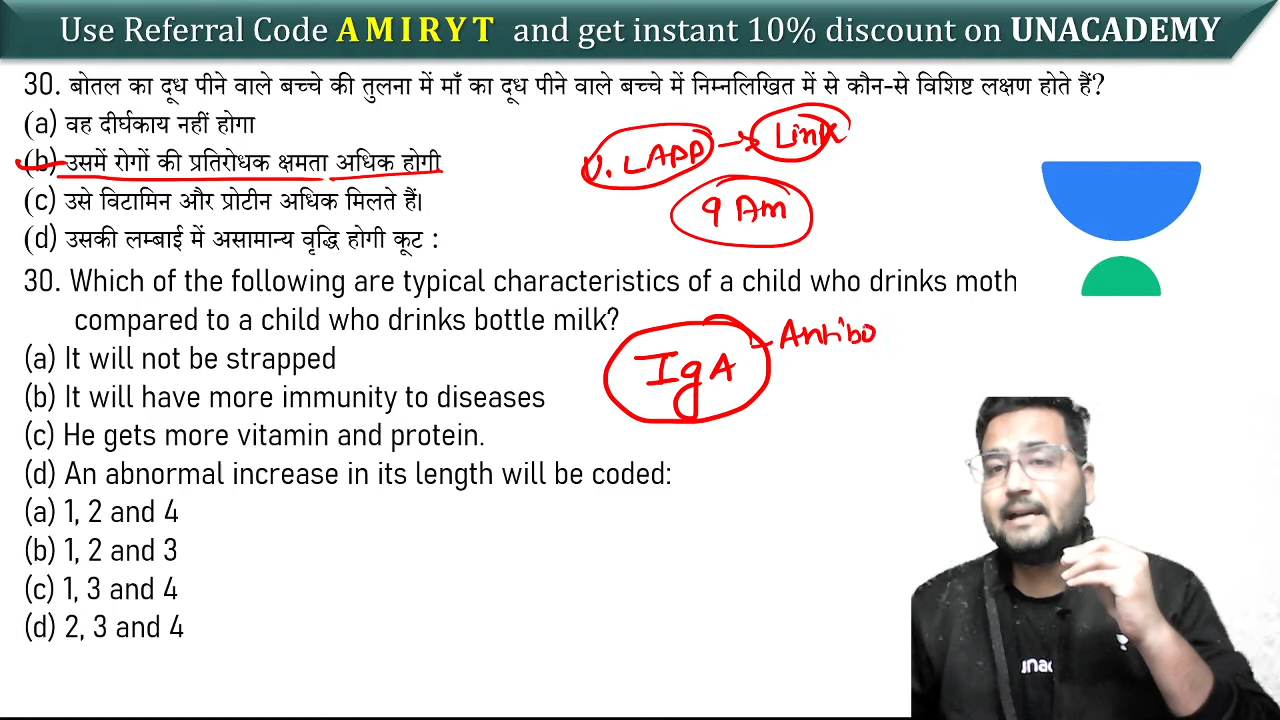 Use Referral Code AMIRYT and get instant 10% discount on UNACADEMY
30. बोतल का दूध पीने वाले बच्चे की तुलना में माँ का दूध पीने वाले बच्चे में निम्नलिखित में से कौन-से विशिष्ट लक्षण होते हैं?
(a) वह दीर्घकाय नहीं होगा
(b) उसमें रोगों की प्रतिरोधक क्षमता अधिक होगी
(c) उसे विटामिन और प्रोटीन अधिक मिलते हैं।
(d) उसकी लम्बाई में असामान्य वृद्धि होगी कूट :
Link
9 Am
30. Which of the following are typical characteristics of a child who drinks moth
compared to a child who drinks bottle milk?
(a) It will not be strapped
(b) It will have more immunity to diseases
(c) He gets more vitamin and protein.
(d) An abnormal increase in its length will be coded:
(a) 1, 2 and 4
(b) 1, 2 and 3
(c) 1, 3 and 4
(d) 2, 3 and 4
IgA
Antibo
unac